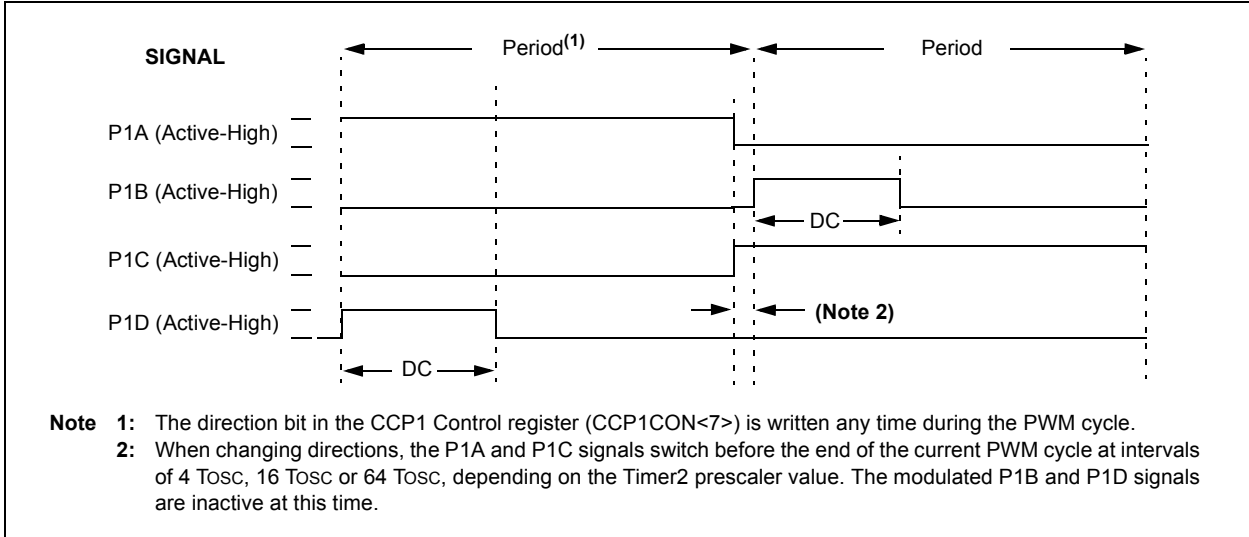 SIGNAL
Period(1)
Period
P1A (Active-High)
P1B (Active-High)
DC
P1C (Active-High)
P1D (Active-High)
(Note 2)
DC
Note 1: The direction bit in the CCP1 Control register (CCP1CON<7>) is written any time during the PWM cycle.
2: When changing directions, the P1A and P1C signals switch before the end of the current PWM cycle at intervals
of 4 TOSC, 16 TOSC or 64 TOSC, depending on the Timer2 prescaler value. The modulated P1B and P1D signals
are inactive at this time.